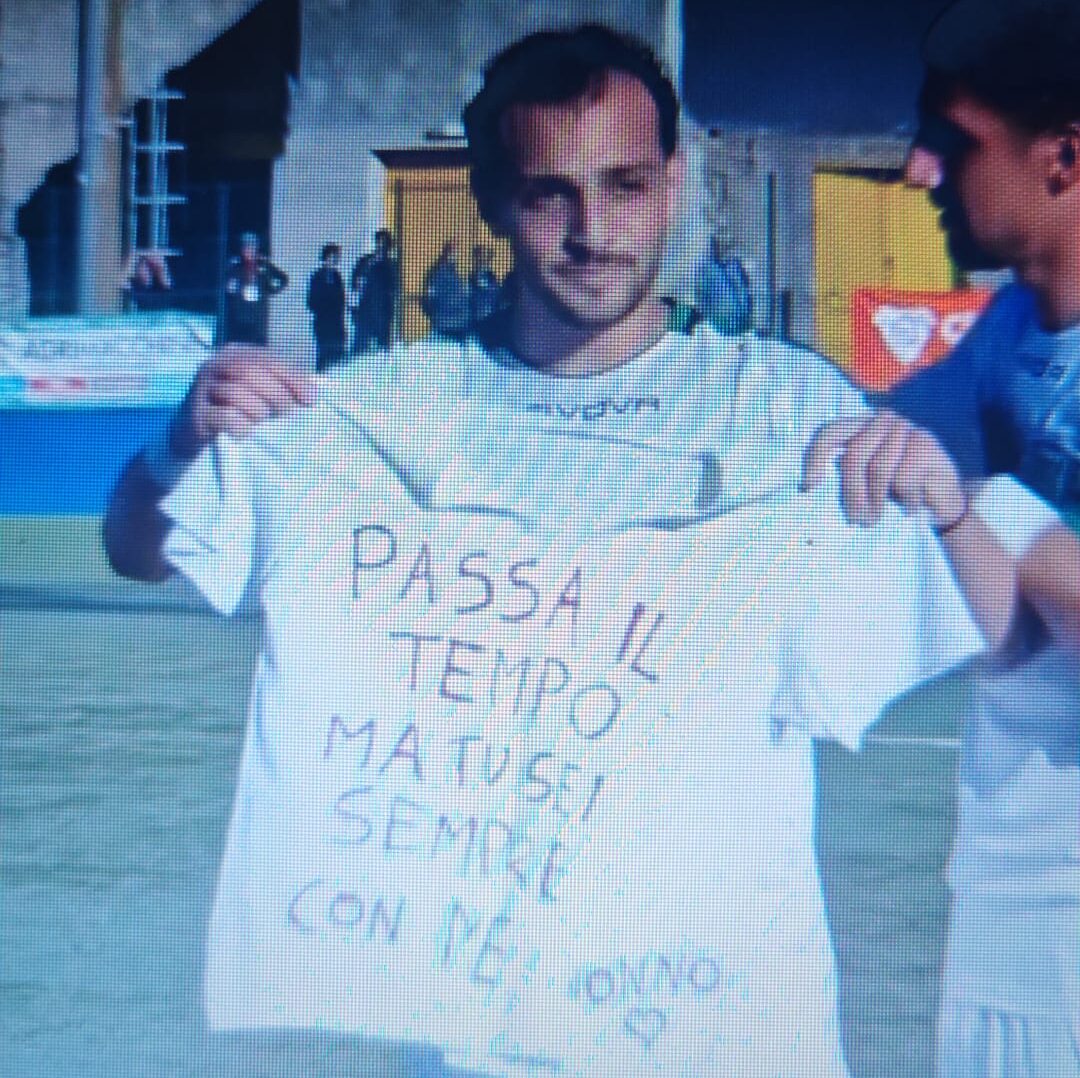 GIVOVA
PASSA IL
TEMPO
MA TU SEI
SEMPRE
CON ME
NONNO